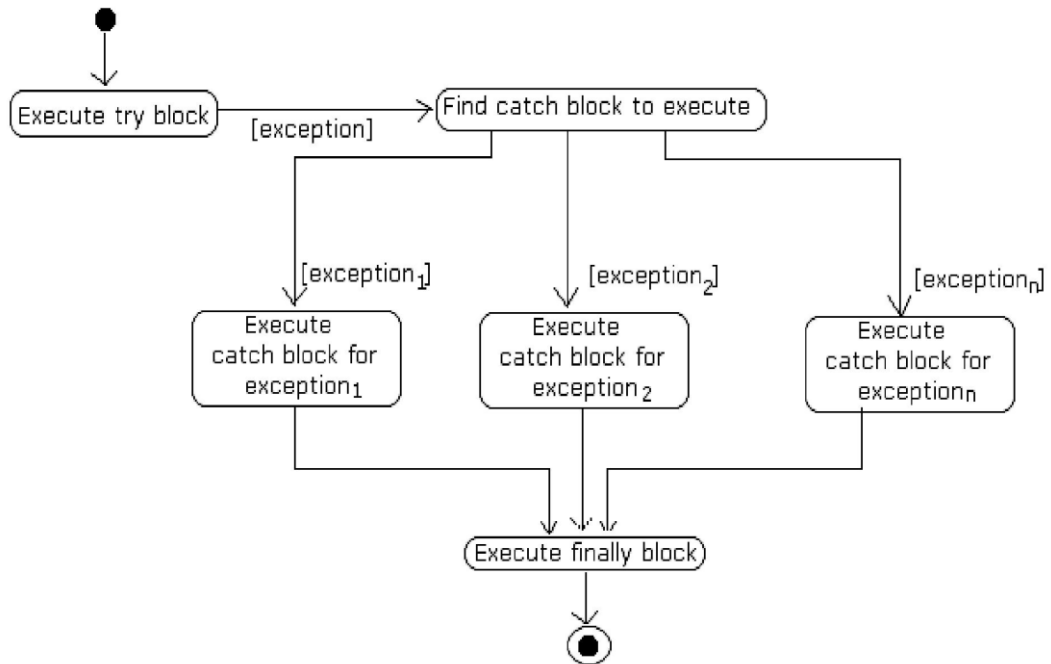 Execute try block
[exception]
Find catch block to execute
[exception₁]
[exception₂]
[exceptionₙ]
Execute
catch block for
exception₁
Execute
catch block for
exception₂
Execute
catch block for
exceptionₙ
Execute finally block